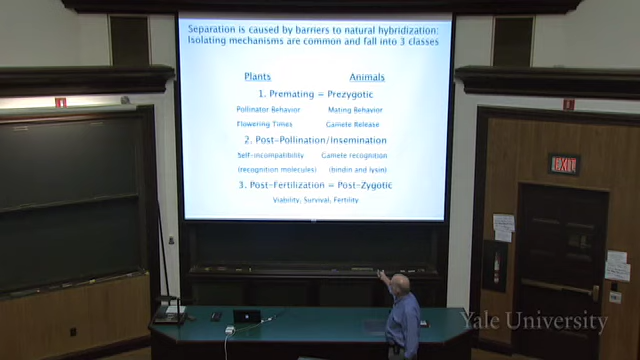 Separation is caused by barriers to natural hybridization:
Isolating mechanisms are common and fall into 3 classes
Plants Animals
1. Premating = Prezygotic
Pollinator Behavior Mating Behavior
Flowering Times Gamete Release
2. Post-Pollination/Insemination
Self-incompatibility Gamete recognition
(recognition molecules) (bindin and lysin)
3. Post-Fertilization = Post-Zygotic
Viability, Survival, Fertility
EXIT
Yale University